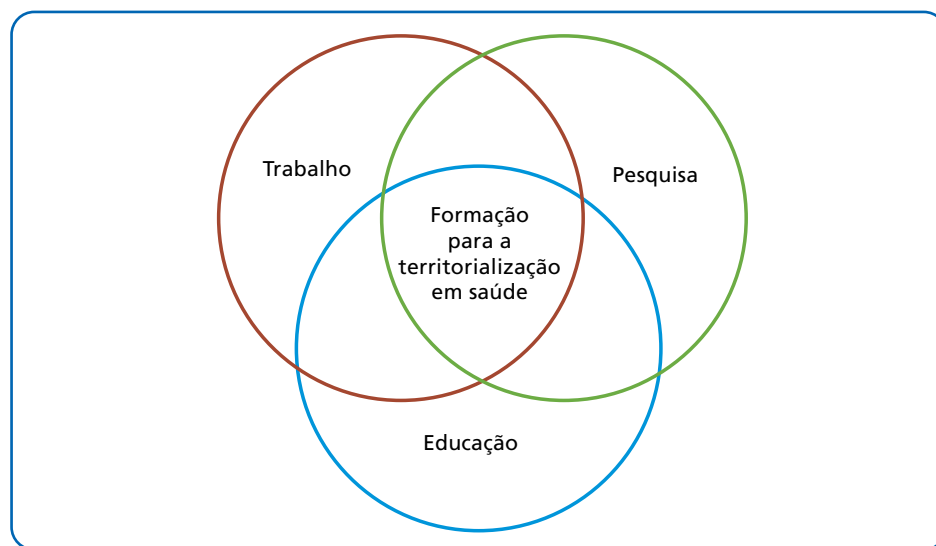 Trabalho
Pesquisa
Formação
para a
territorialização
em saúde
Educação